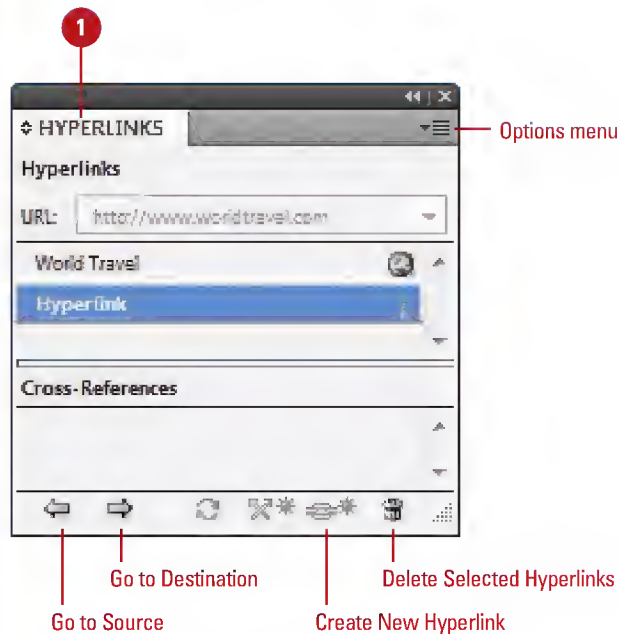 1
HYPERLINKS
Options menu
Hyperlinks
URL: http://www.worldtravel.com
World Travel
Hyperlink
Cross-References
Go to Destination
Delete Selected Hyperlinks
Go to Source
Create New Hyperlink